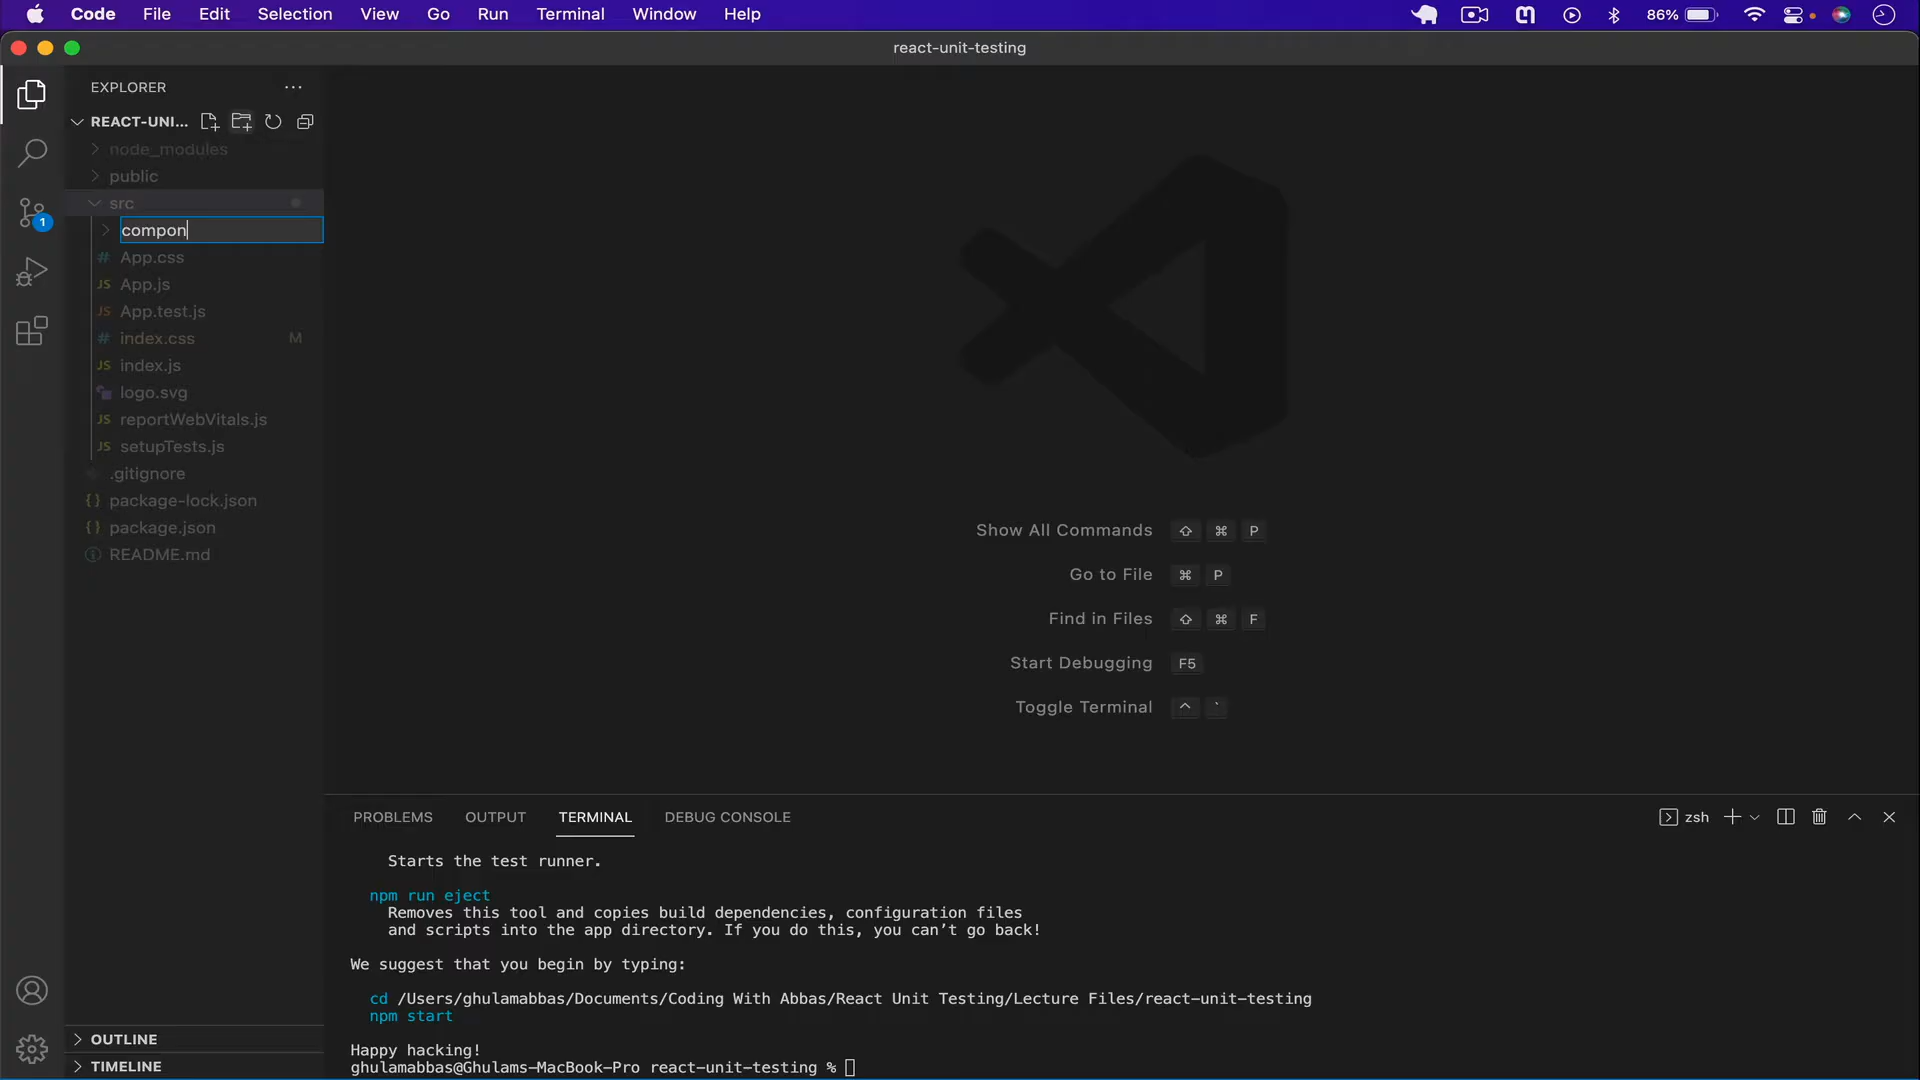 Code File Edit Selection View Go Run Terminal Window Help 86%
react-unit-testing
EXPLORER
REACT-UNI...
node_modules
public
src
compon
# App.css
JS App.js
JS App.test.js
# index.css M
JS index.js
logo.svg
JS reportWebVitals.js
JS setupTests.js
.gitignore
{} package-lock.json
{} package.json
README.md
1
Show All Commands ⇧ ⌘ P
Go to File ⌘ P
Find in Files ⇧ ⌘ F
Start Debugging F5
Toggle Terminal ^ `
PROBLEMS OUTPUT TERMINAL DEBUG CONSOLE zsh
Starts the test runner.
npm run eject
Removes this tool and copies build dependencies, configuration files
and scripts into the app directory. If you do this, you can’t go back!
We suggest that you begin by typing:
cd /Users/ghulamabbas/Documents/Coding With Abbas/React Unit Testing/Lecture Files/react-unit-testing
npm start
Happy hacking!
ghulamabbas@Ghulams-MacBook-Pro react-unit-testing %
OUTLINE
TIMELINE